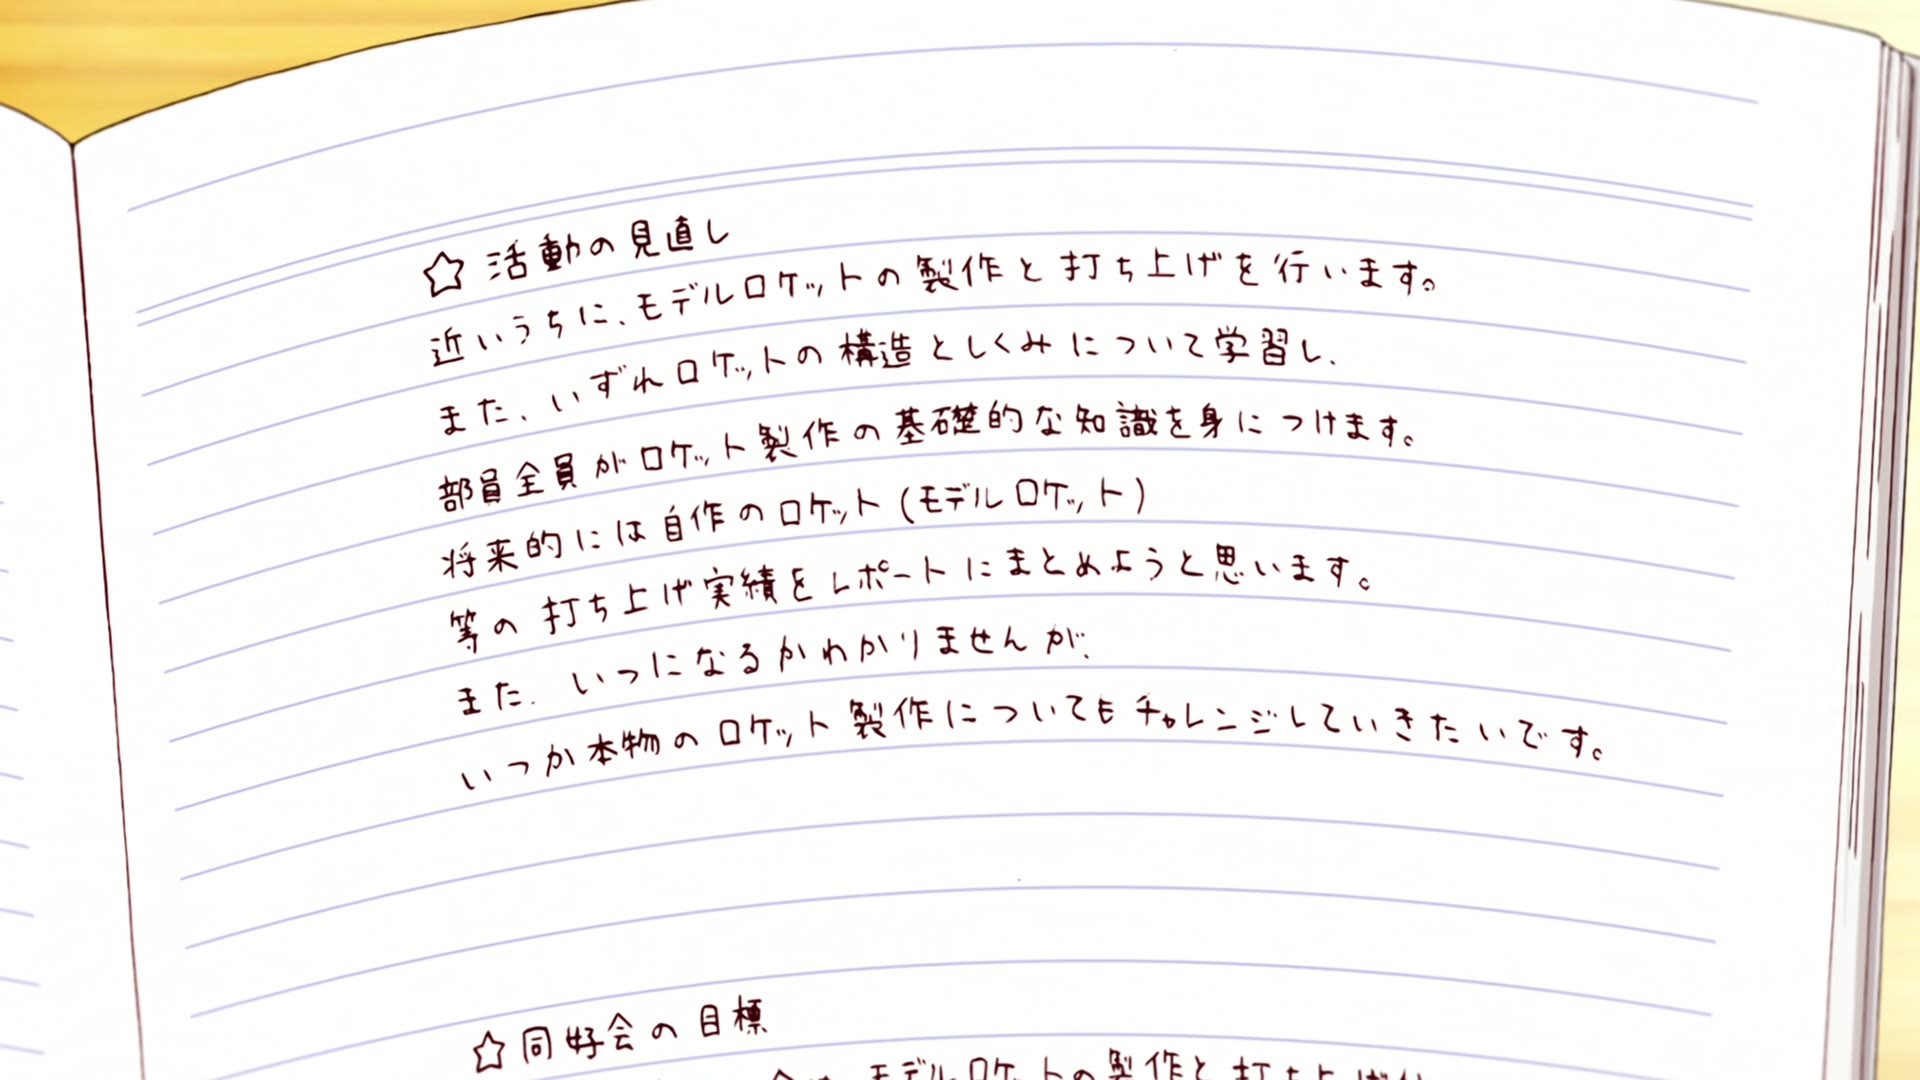 ☆ 活動の見直し
近いうちに、モデルロケットの製作と打ち上げを行います。
また、いずれロケットの構造としくみについて学習し、
部員全員がロケット製作の基礎的な知識を身につけます。
将来的には自作のロケット(モデルロケット)
等の打ち上げ実績をレポートにまとめようと思います。
また、いつになるかわかりませんが、
いつか本物のロケット製作についてもチャレンジしていきたいです。
☆ 同好会の目標
モデルロケットの製作と打ち上げ